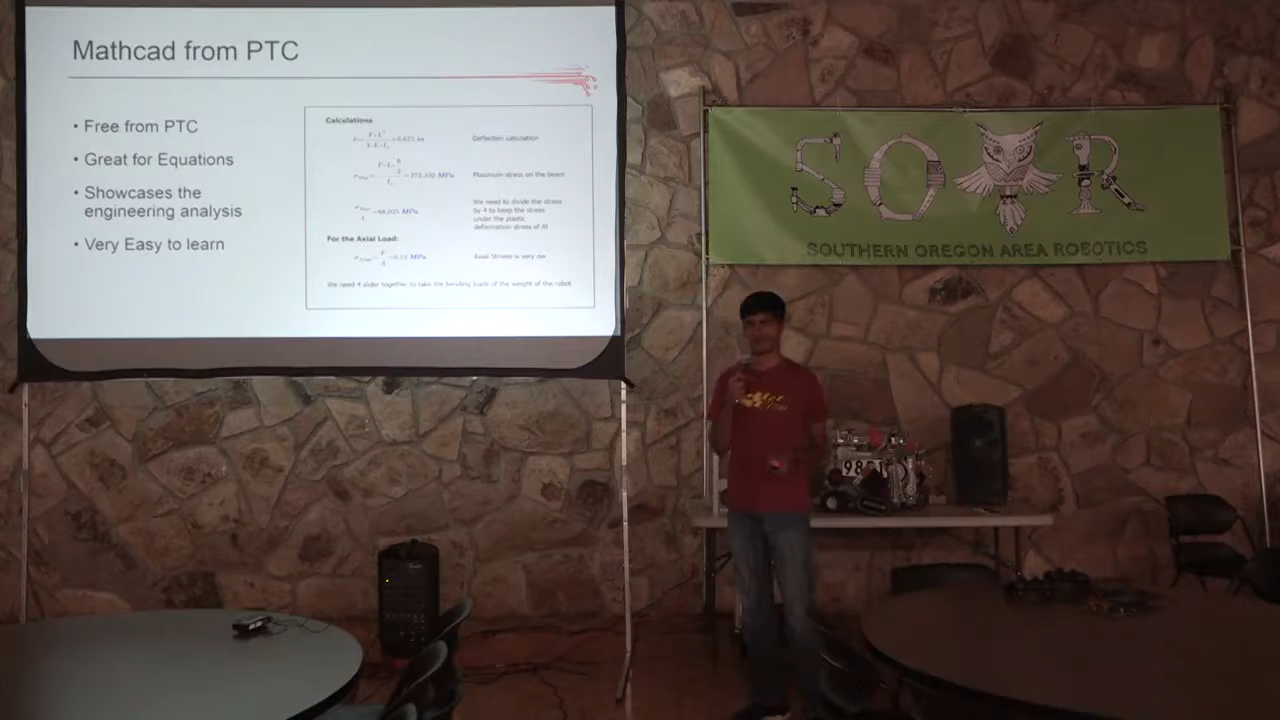 Mathcad from PTC
• Free from PTC
• Great for Equations
• Showcases the
engineering analysis
• Very Easy to learn
Calculations
Deflection calculation
Maximum stress on the beam
We need to divide the stress
by 4 to keep the stress
under the plastic
deformation stress of Al
For the Axial Load:
Axial Stress is very low
We need 4 slider together to take the bending loads of the weight of the robot
SOAR
SOUTHERN OREGON AREA ROBOTICS